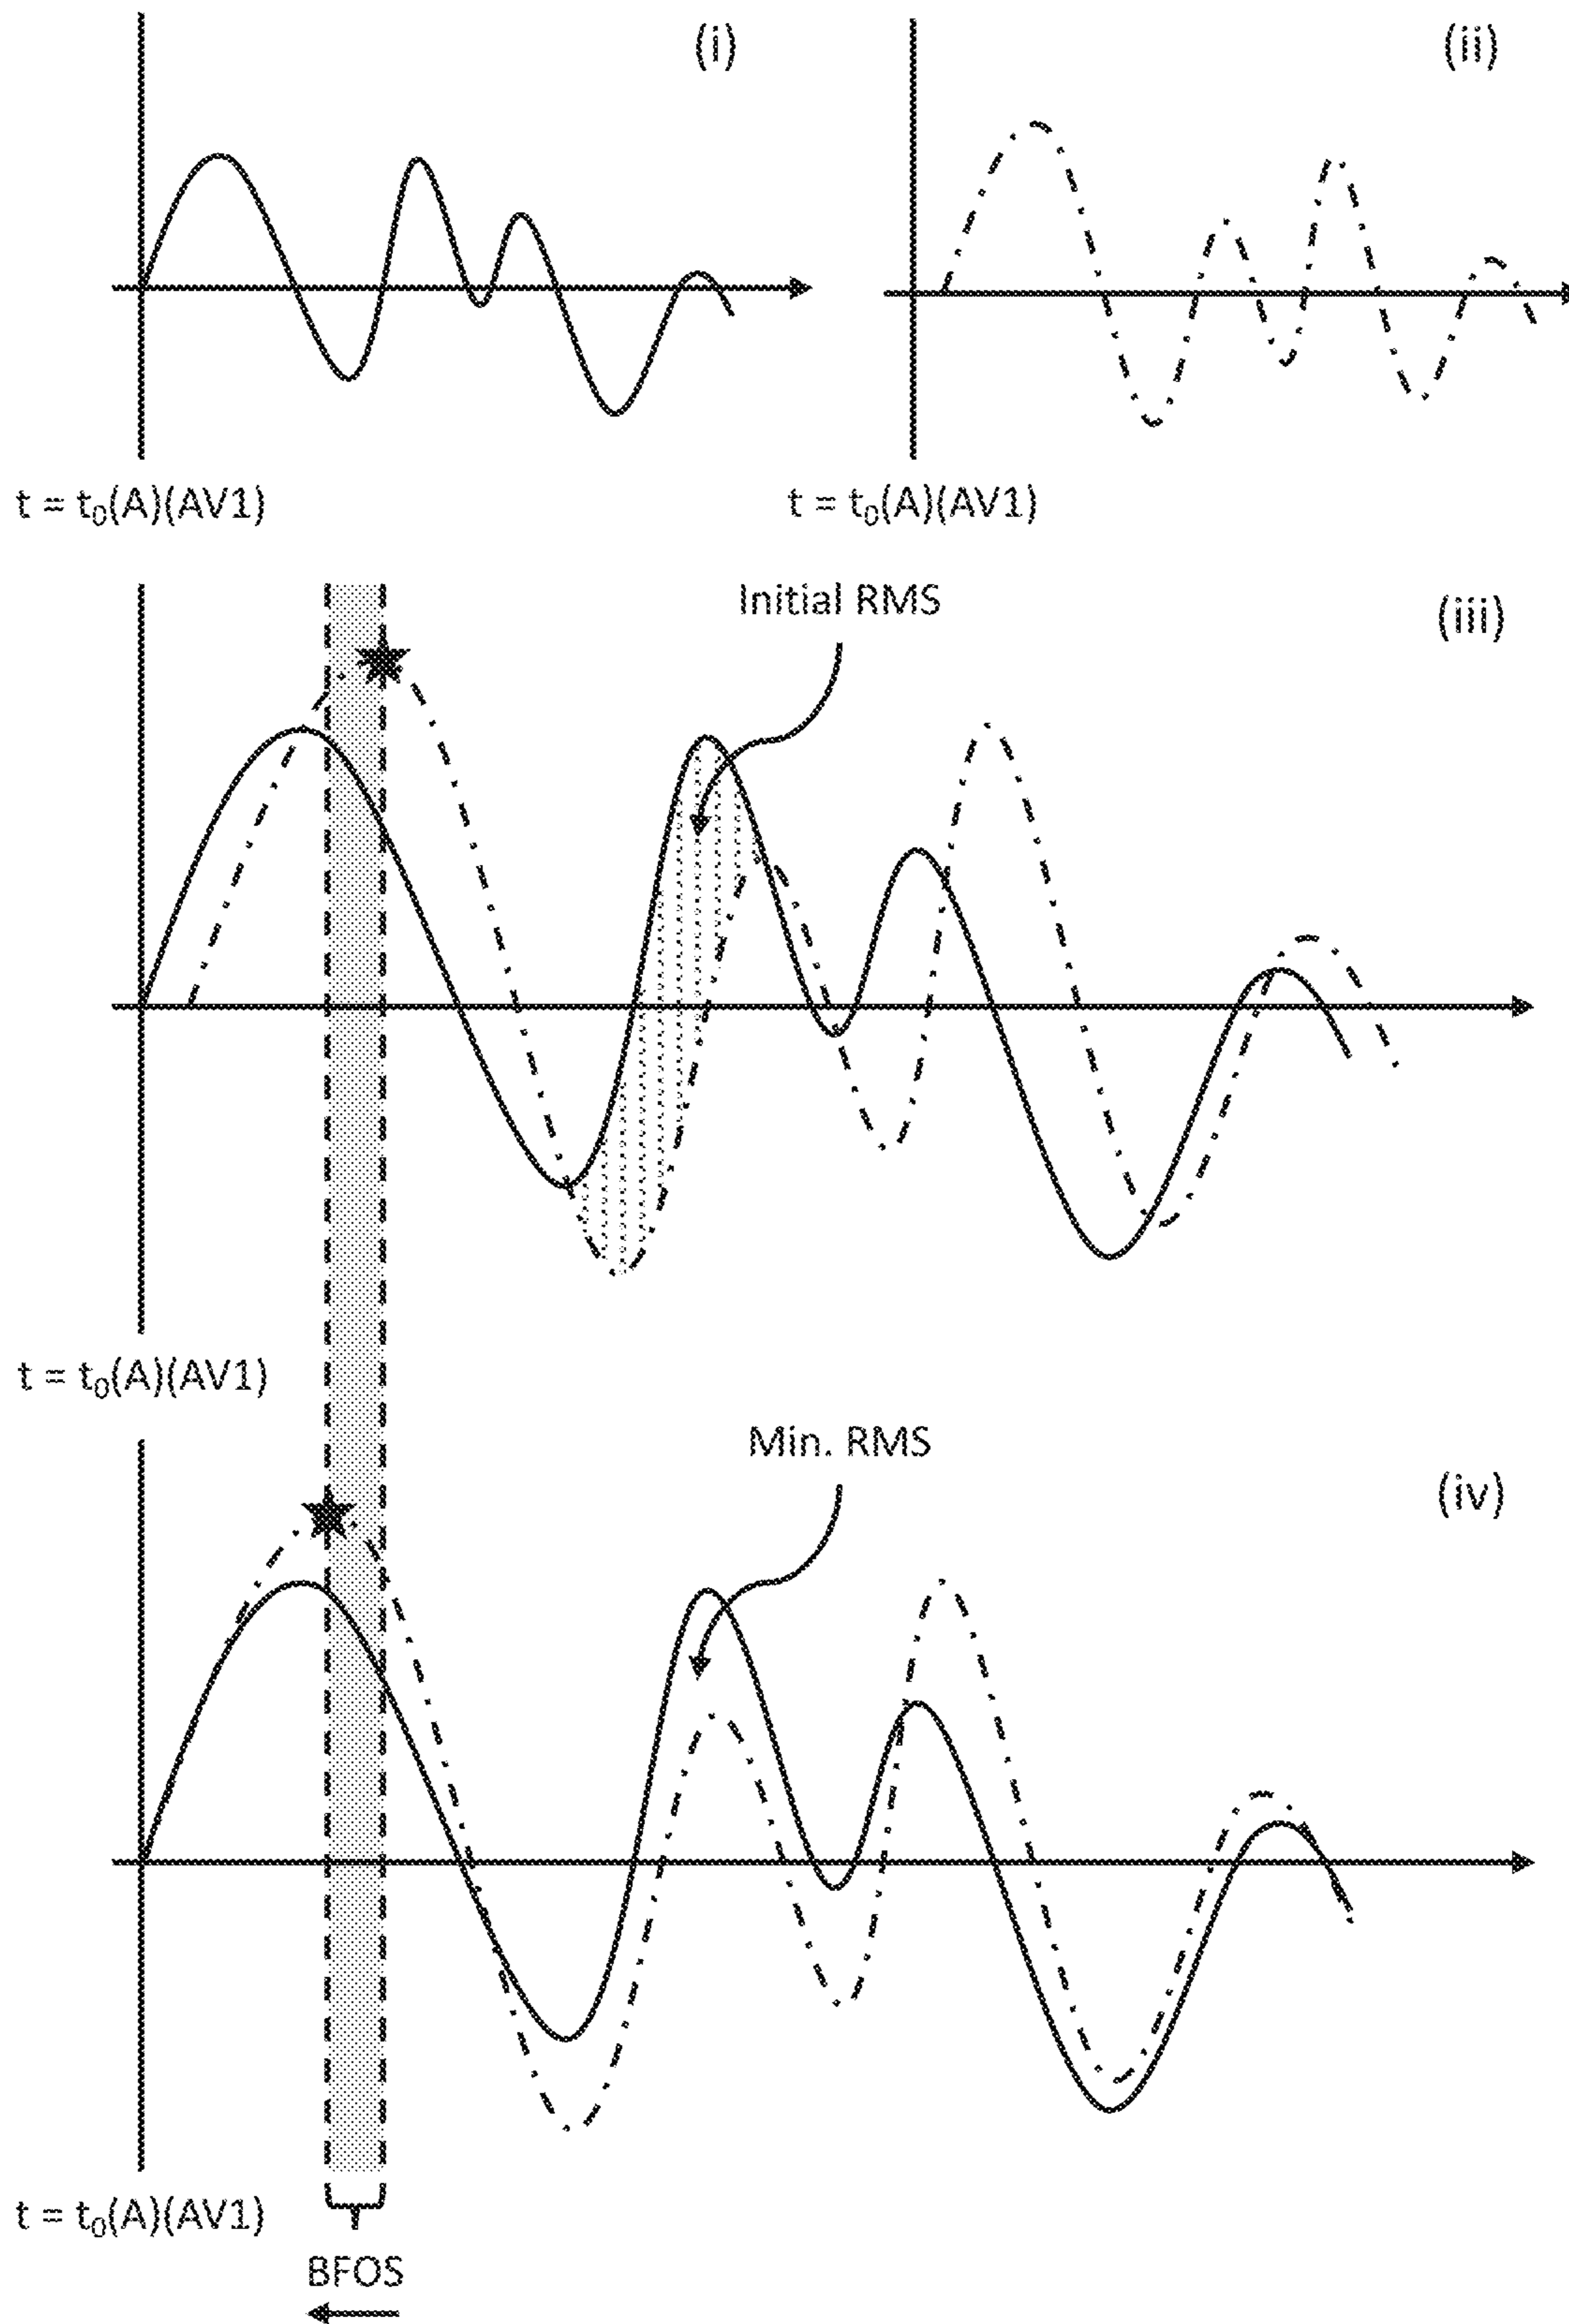 (i)
(ii)
t = t₀(A)(AV1)
t = t₀(A)(AV1)
Initial RMS
(iii)
t = t₀(A)(AV1)
Min. RMS
(iv)
t = t₀(A)(AV1)
BFOS